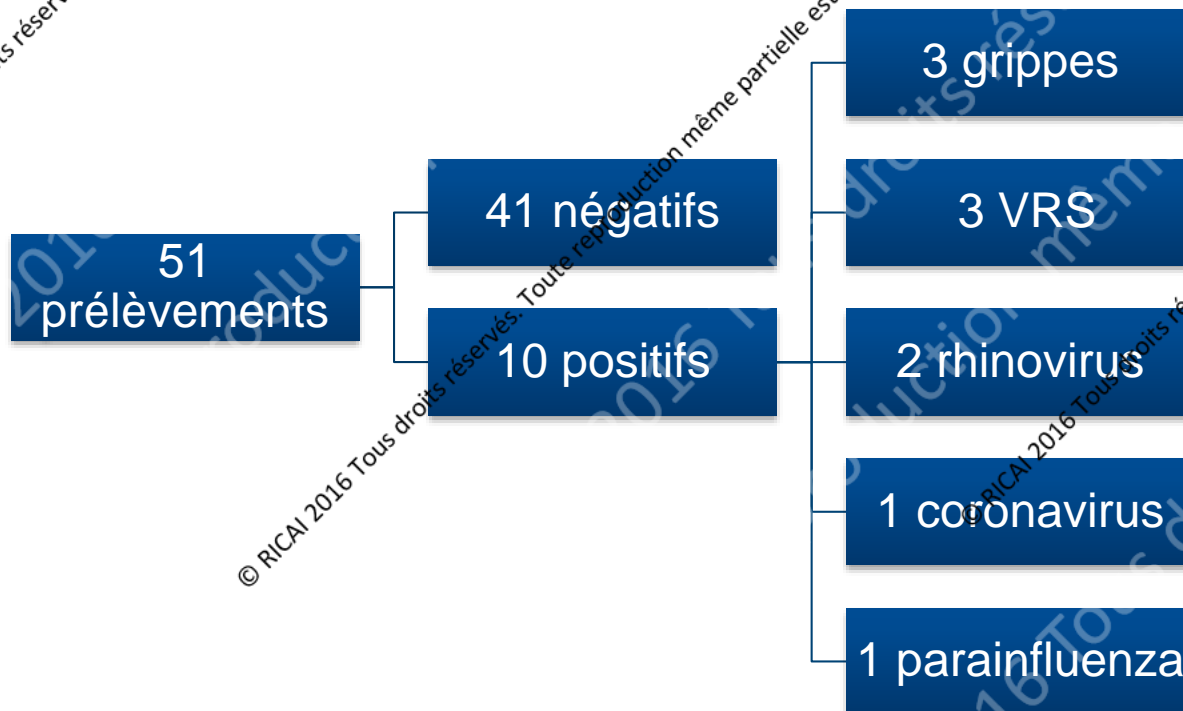 51
prélèvements
41 négatifs
10 positifs
3 grippes
3 VRS
2 rhinovirus
1 coronavirus
1 parainfluenza
© RICAI 2016 Tous droits réservés. Toute reproduction même partielle est
© RICAI 2016 Tous droits